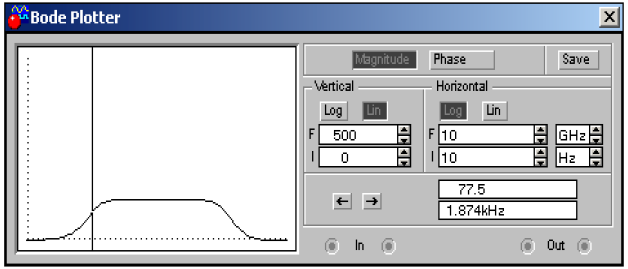 Bode Plotter
Magnitude Phase Save
Vertical Horizontal
Log Lin Log Lin
F 500 F 10 GHz
I 0 I 10 Hz
← → 77.5
1.874kHz
In Out